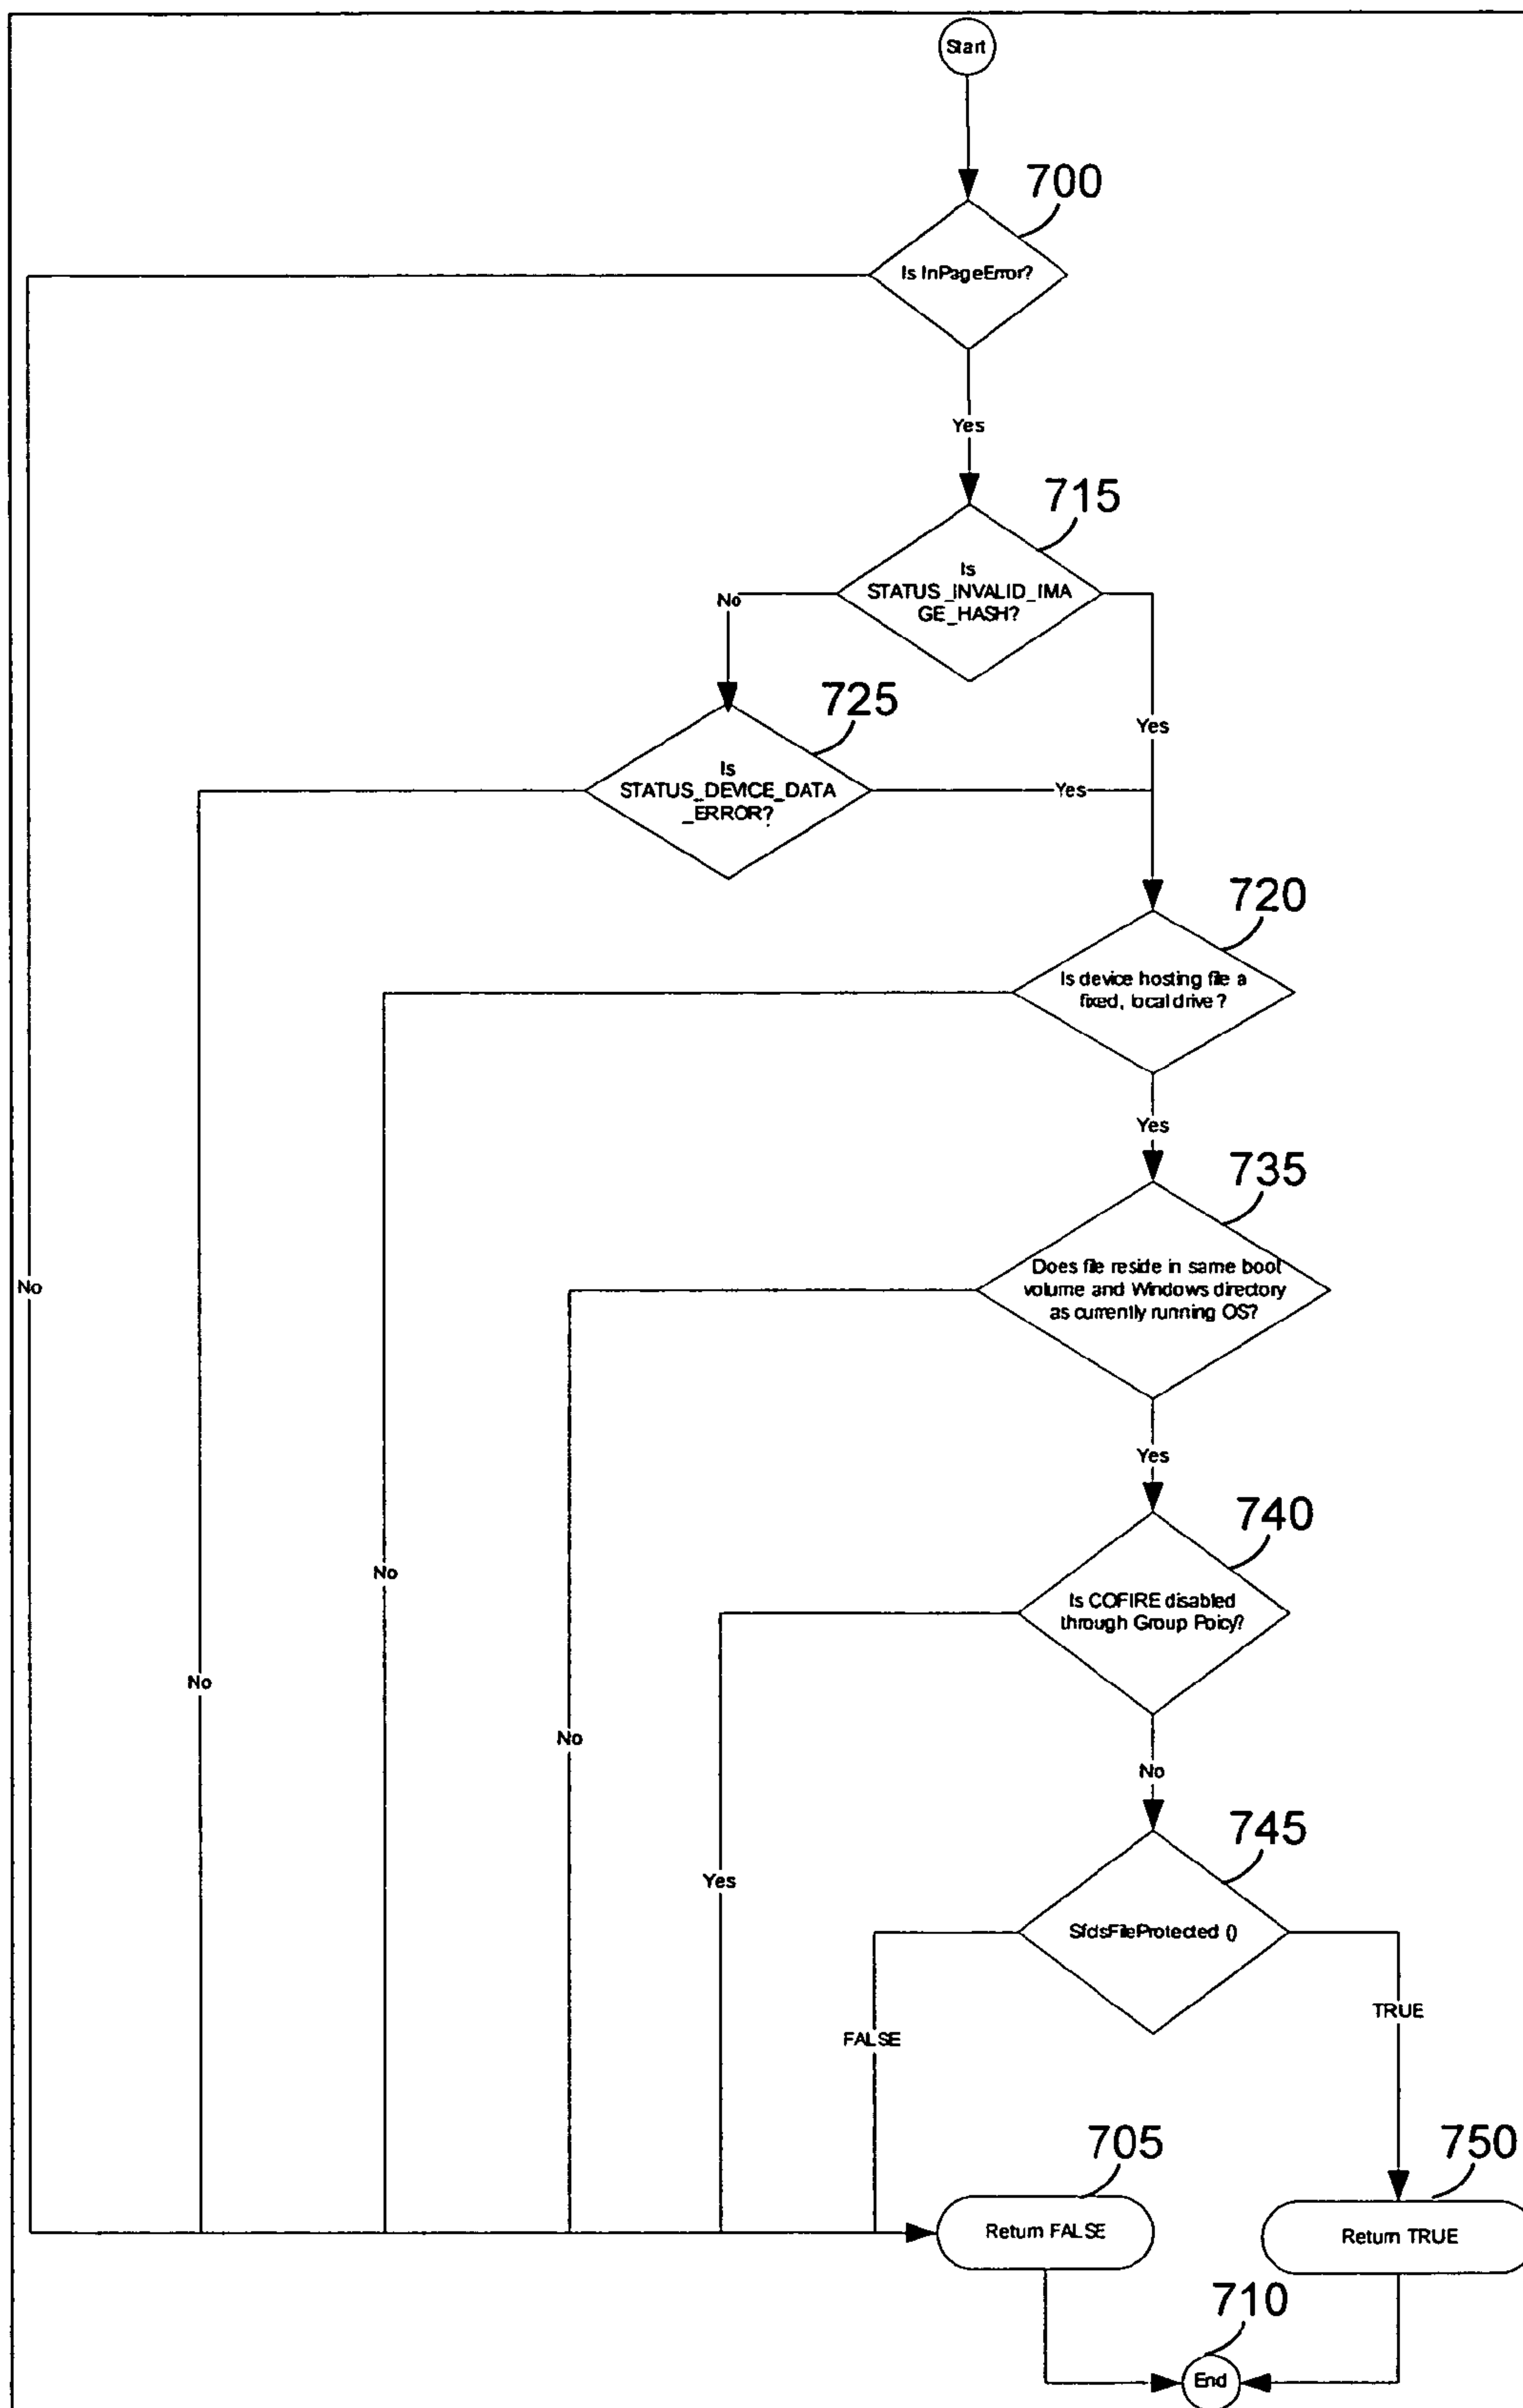 Start
700
Is InPageError?
Yes
715
Is
STATUS_INVALID_IMA
GE_HASH?
No
725
Yes
Is
STATUS_DEVICE_DATA
_ERROR?
Yes
720
Is device hosting file a
fixed, local drive?
Yes
735
Does file reside in same boot
volume and Windows directory
as currently running OS?
No
Yes
740
No
Is COFIRE disabled
through Group Policy?
No
No
No
745
Yes
SfcIsFileProtected ()
TRUE
FALSE
705
750
Return FALSE
Return TRUE
710
End